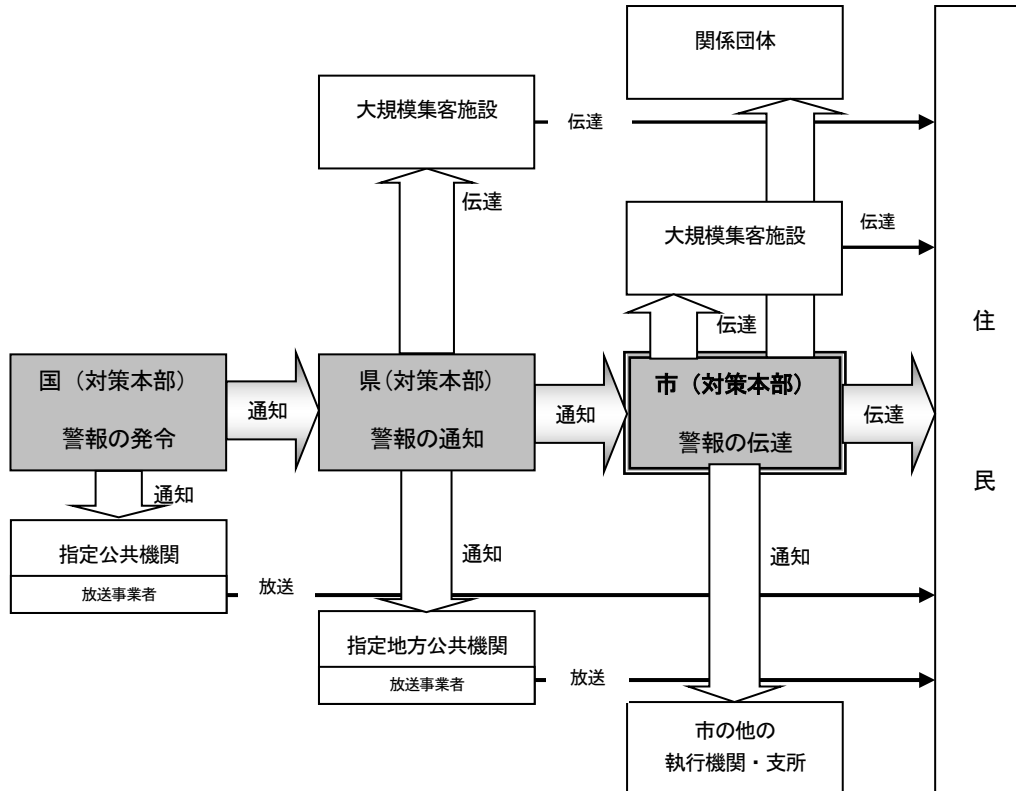 関係団体
大規模集客施設
伝達
伝達
大規模集客施設
伝達
伝達
国（対策本部）
警報の発令
通知
県(対策本部)
警報の通知
通知
市（対策本部）
警報の伝達
伝達
住
民
通知
指定公共機関
放送事業者
放送
通知
指定地方公共機関
放送事業者
放送
通知
市の他の
執行機関・支所